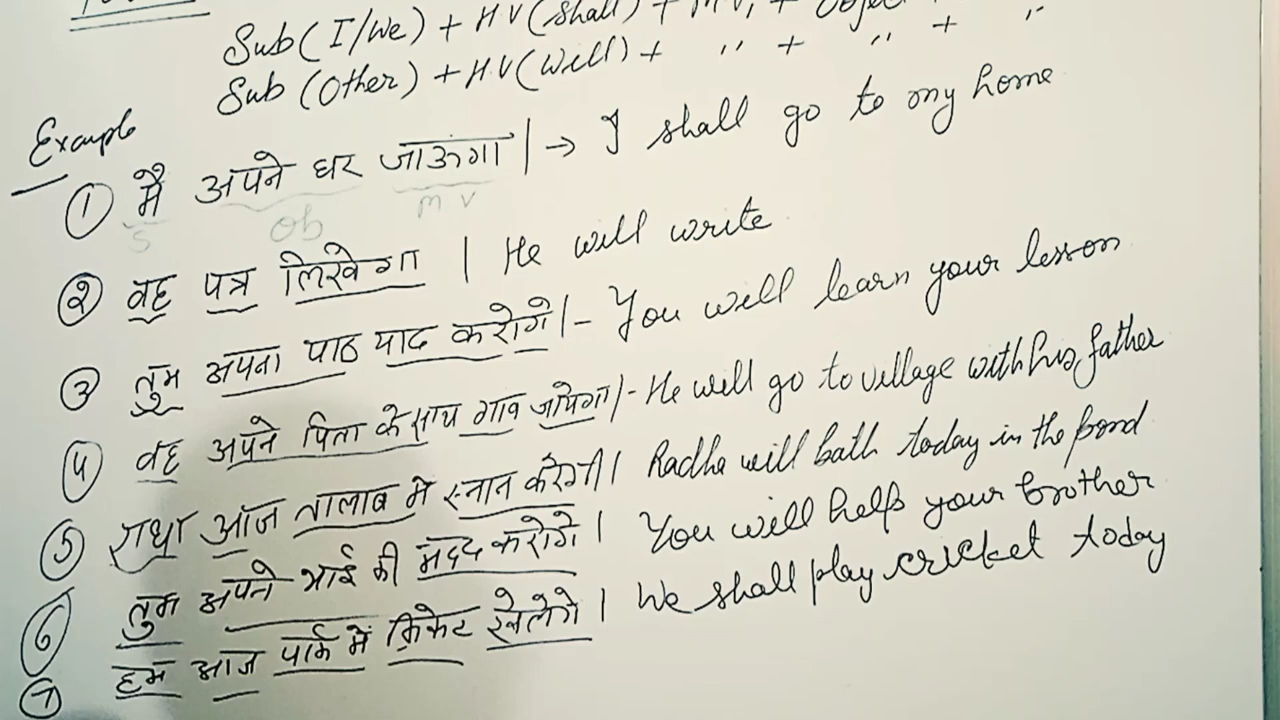 Sub (I/We) + HV (Shall) + MV, + Object
Sub (Other) + HV (Will) + " + " + "
Example
① मै अपने घर जाऊंगा | → I shall go to my home
S Ob M V
② वह पत्र लिखेगा | He will write
③ तुम अपना पाठ याद करोगे |- You will learn your lesson
④ वह अपने पिता के साथ गाव जायेगा |- He will go to village with his father
⑤ राधा आज तालाब मे स्नान करेगी | Radha will bath today in the pond
⑥ तुम अपने भाई की मदद करोगे | You will help your brother
⑦ हम आज पार्क में क्रिकेट खेलेगे | We shall play cricket today